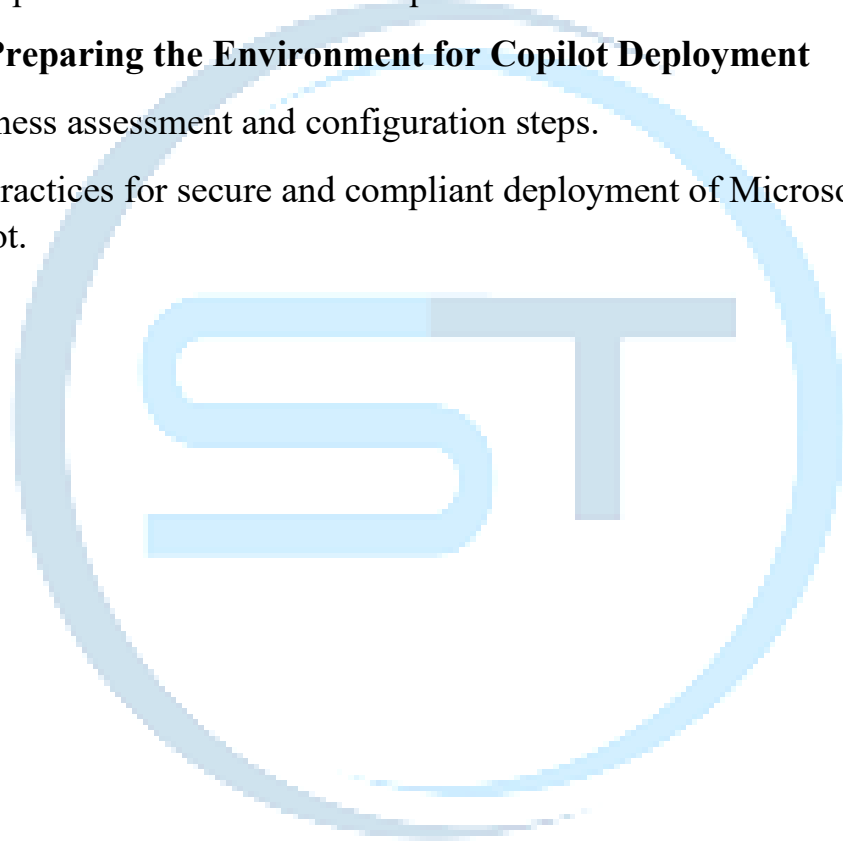 Preparing the Environment for Copilot Deployment
ness assessment and configuration steps.
ractices for secure and compliant deployment of Microso
ot.
ST